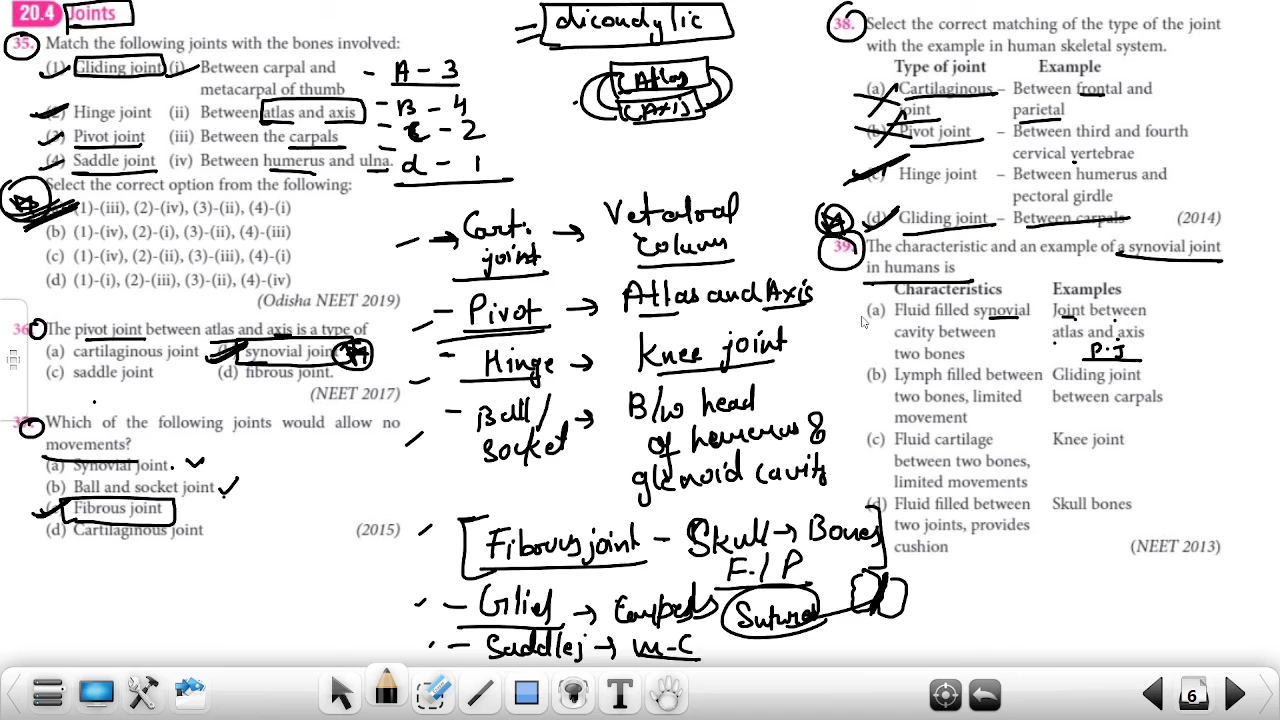 20.4 Joints
35. Match the following joints with the bones involved:
(1) Gliding joint (i) Between carpal and
metacarpal of thumb
Hinge joint (ii) Between atlas and axis
Pivot joint (iii) Between the carpals
(4) Saddle joint (iv) Between humerus and ulna.
Select the correct option from the following:
(1)-(iii), (2)-(iv), (3)-(ii), (4)-(i)
(b) (1)-(iv), (2)-(i), (3)-(ii), (4)-(iii)
(c) (1)-(iv), (2)-(ii), (3)-(iii), (4)-(i)
(d) (1)-(i), (2)-(iii), (3)-(ii), (4)-(iv)
(Odisha NEET 2019)
36. The pivot joint between atlas and axis is a type of
(a) cartilaginous joint synovial join
(c) saddle joint (d) fibrous joint.
(NEET 2017)
Which of the following joints would allow no
movements?
(a) Synovial joint.
(b) Ball and socket joint
Fibrous joint
(d) Cartilaginous joint (2015)
dicondylic
Atlas
Axis
A - 3
B - 4
C - 2
d - 1
Carti. joint → Column
Pivot → Atlas and Axis
Hinge → Knee joint
Ball/ socket → B/w head
of humerus &
glenoid cavity
Fibrous joint - Skull → Bones
F. / P
Suture
Saddle j → m-C
38. Select the correct matching of the type of the joint
with the example in human skeletal system.
Type of joint Example
(a) Cartilaginous – Between frontal and
joint parietal
(b) Pivot joint – Between third and fourth
cervical vertebrae
Hinge joint – Between humerus and
pectoral girdle
(d) Gliding joint – Between carpals (2014)
39. The characteristic and an example of a synovial joint
in humans is
Characteristics Examples
(a) Fluid filled synovial Joint between
cavity between atlas and axis
two bones P.J
(b) Lymph filled between Gliding joint
two bones, limited between carpals
movement
(c) Fluid cartilage Knee joint
between two bones,
limited movements
(d) Fluid filled between Skull bones
two joints, provides
cushion (NEET 2013)
T
6